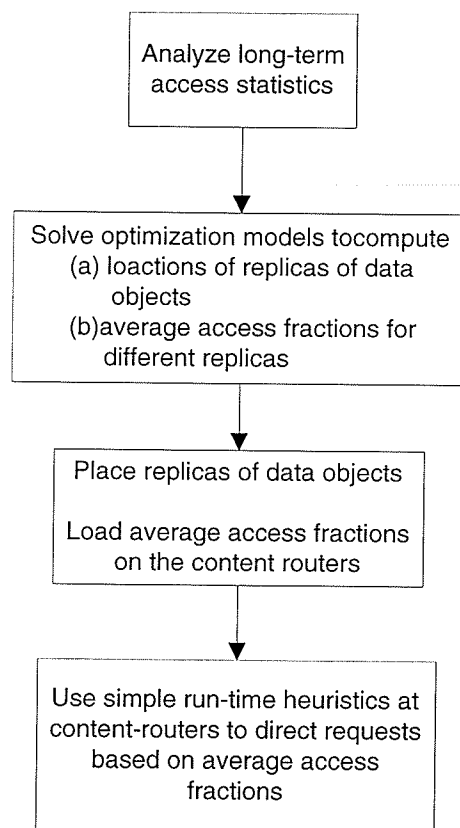 Analyze long-term
access statistics
Solve optimization models tocompute
(a) loactions of replicas of data
objects
(b)average access fractions for
different replicas
Place replicas of data objects
Load average access fractions
on the content routers
Use simple run-time heuristics at
content-routers to direct requests
based on average access
fractions